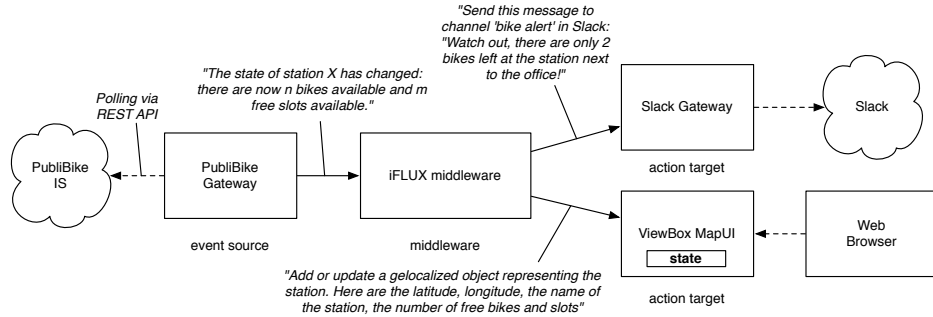 "Send this message to
channel 'bike alert' in Slack:
"Watch out, there are only 2
bikes left at the station next
to the office!"
"The state of station X has changed:
there are now n bikes available and m
free slots available."
Polling via
REST API
PubliBike
IS
PubliBike
Gateway
event source
iFLUX middleware
middleware
Slack Gateway
action target
Slack
ViewBox MapUI
state
action target
Web
Browser
"Add or update a gelocalized object representing the
station. Here are the latitude, longitude, the name of
the station, the number of free bikes and slots"